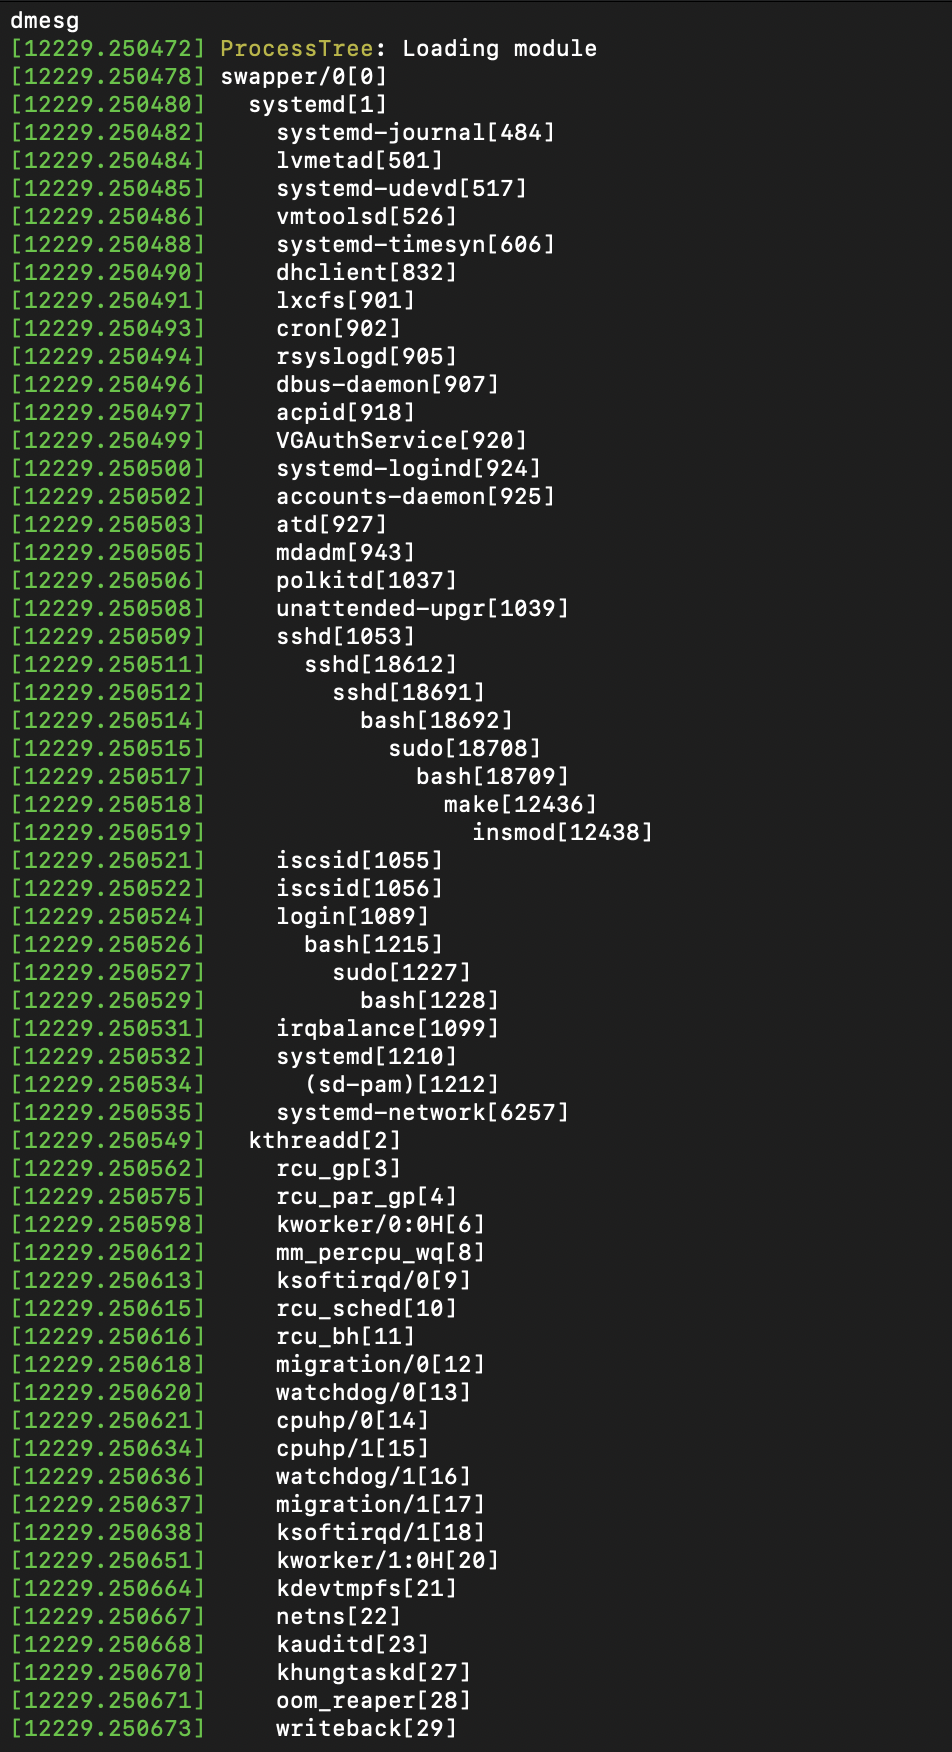 dmesg
[12229.250472] ProcessTree: Loading module
[12229.250478] swapper/0[0]
[12229.250480]   systemd[1]
[12229.250482]     systemd-journal[484]
[12229.250484]     lvmetad[501]
[12229.250485]     systemd-udevd[517]
[12229.250486]     vmtoolsd[526]
[12229.250488]     systemd-timesyn[606]
[12229.250490]     dhclient[832]
[12229.250491]     lxcfs[901]
[12229.250493]     cron[902]
[12229.250494]     rsyslogd[905]
[12229.250496]     dbus-daemon[907]
[12229.250497]     acpid[918]
[12229.250499]     VGAuthService[920]
[12229.250500]     systemd-logind[924]
[12229.250502]     accounts-daemon[925]
[12229.250503]     atd[927]
[12229.250505]     mdadm[943]
[12229.250506]     polkitd[1037]
[12229.250508]     unattended-upgr[1039]
[12229.250509]     sshd[1053]
[12229.250511]       sshd[18612]
[12229.250512]         sshd[18691]
[12229.250514]           bash[18692]
[12229.250515]             sudo[18708]
[12229.250517]               bash[18709]
[12229.250518]                 make[12436]
[12229.250519]                   insmod[12438]
[12229.250521]     iscsid[1055]
[12229.250522]     iscsid[1056]
[12229.250524]     login[1089]
[12229.250526]       bash[1215]
[12229.250527]         sudo[1227]
[12229.250529]           bash[1228]
[12229.250531]     irqbalance[1099]
[12229.250532]     systemd[1210]
[12229.250534]       (sd-pam)[1212]
[12229.250535]     systemd-network[6257]
[12229.250549]   kthreadd[2]
[12229.250562]     rcu_gp[3]
[12229.250575]     rcu_par_gp[4]
[12229.250598]     kworker/0:0H[6]
[12229.250612]     mm_percpu_wq[8]
[12229.250613]     ksoftirqd/0[9]
[12229.250615]     rcu_sched[10]
[12229.250616]     rcu_bh[11]
[12229.250618]     migration/0[12]
[12229.250620]     watchdog/0[13]
[12229.250621]     cpuhp/0[14]
[12229.250634]     cpuhp/1[15]
[12229.250636]     watchdog/1[16]
[12229.250637]     migration/1[17]
[12229.250638]     ksoftirqd/1[18]
[12229.250651]     kworker/1:0H[20]
[12229.250664]     kdevtmpfs[21]
[12229.250667]     netns[22]
[12229.250668]     kauditd[23]
[12229.250670]     khungtaskd[27]
[12229.250671]     oom_reaper[28]
[12229.250673]     writeback[29]